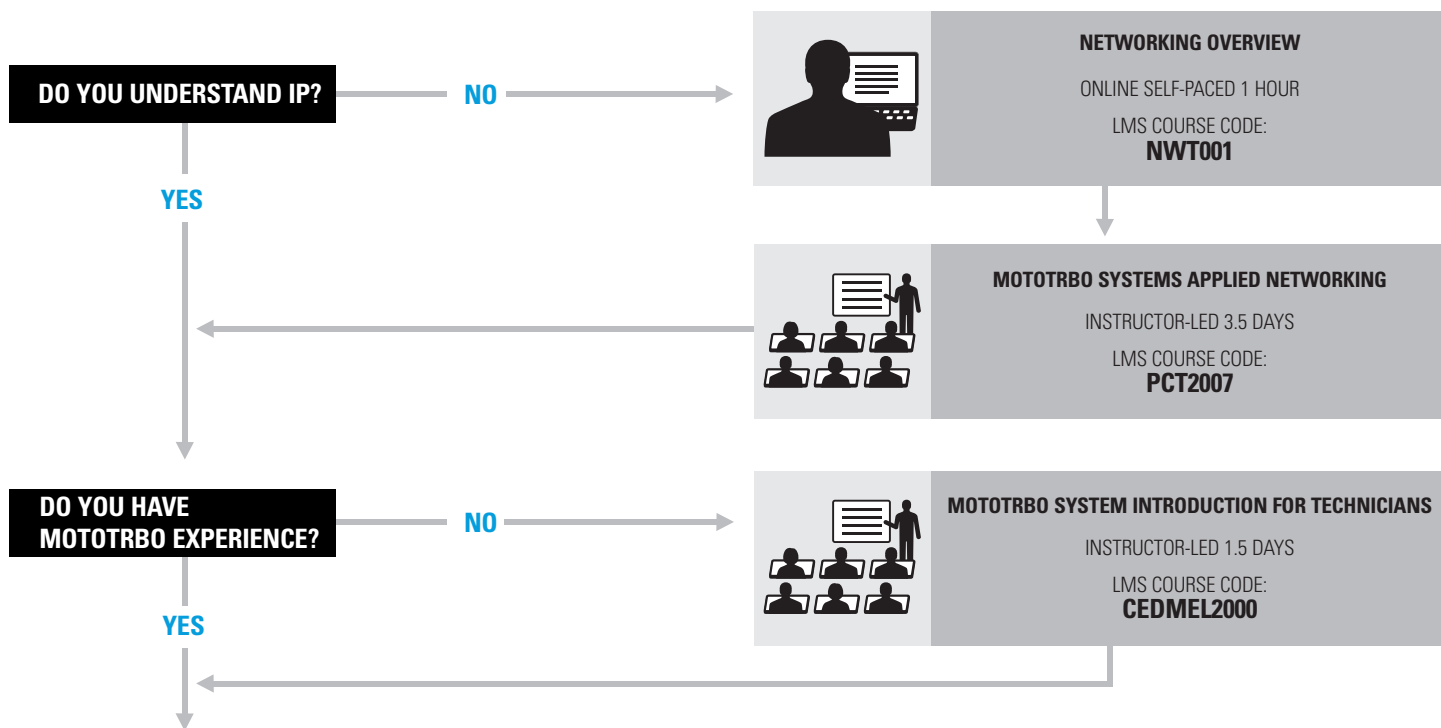 DO YOU UNDERSTAND IP?
NO
NETWORKING OVERVIEW
ONLINE SELF-PACED 1 HOUR
LMS COURSE CODE:
NWT001
YES
MOTOTRBO SYSTEMS APPLIED NETWORKING
INSTRUCTOR-LED 3.5 DAYS
LMS COURSE CODE:
PCT2007
DO YOU HAVE
MOTOTRBO EXPERIENCE?
NO
MOTOTRBO SYSTEM INTRODUCTION FOR TECHNICIANS
INSTRUCTOR-LED 1.5 DAYS
LMS COURSE CODE:
CEDMEL2000
YES